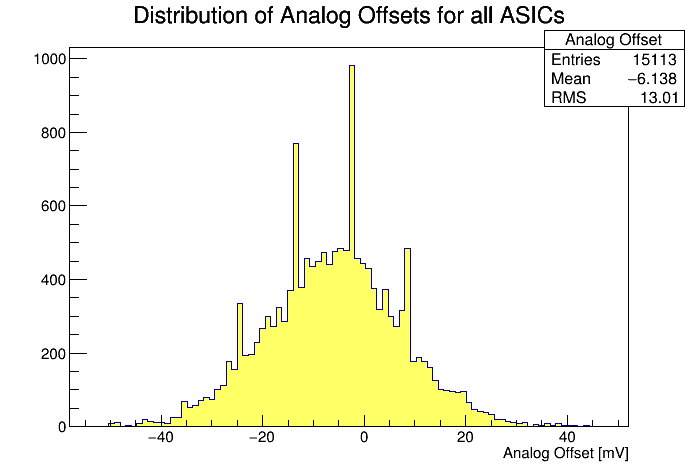 Distribution of Analog Offsets for all ASICs
Analog Offset
Entries 15113
Mean −6.138
RMS 13.01
1000
800
600
400
200
0
−40 −20 0 20 40
Analog Offset [mV]